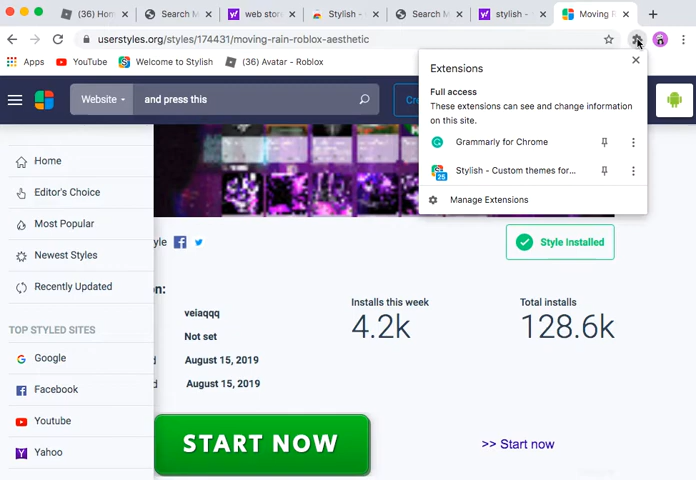 (36) Hon
Search M
web stor
Stylish -
Search M
stylish -
Moving R
userstyles.org/styles/174431/moving-rain-roblox-aesthetic
Apps
YouTube
Welcome to Stylish
(36) Avatar - Roblox
Extensions
Full access
These extensions can see and change information
on this site.
Grammarly for Chrome
Stylish - Custom themes for...
25
Manage Extensions
Website
and press this
Cre
Home
Editor's Choice
Most Popular
Newest Styles
Recently Updated
TOP STYLED SITES
Google
Facebook
Youtube
Yahoo
yle
Style Installed
on:
veiaqqq
Not set
d
August 15, 2019
d
August 15, 2019
Installs this week
4.2k
Total installs
128.6k
START NOW
>> Start now